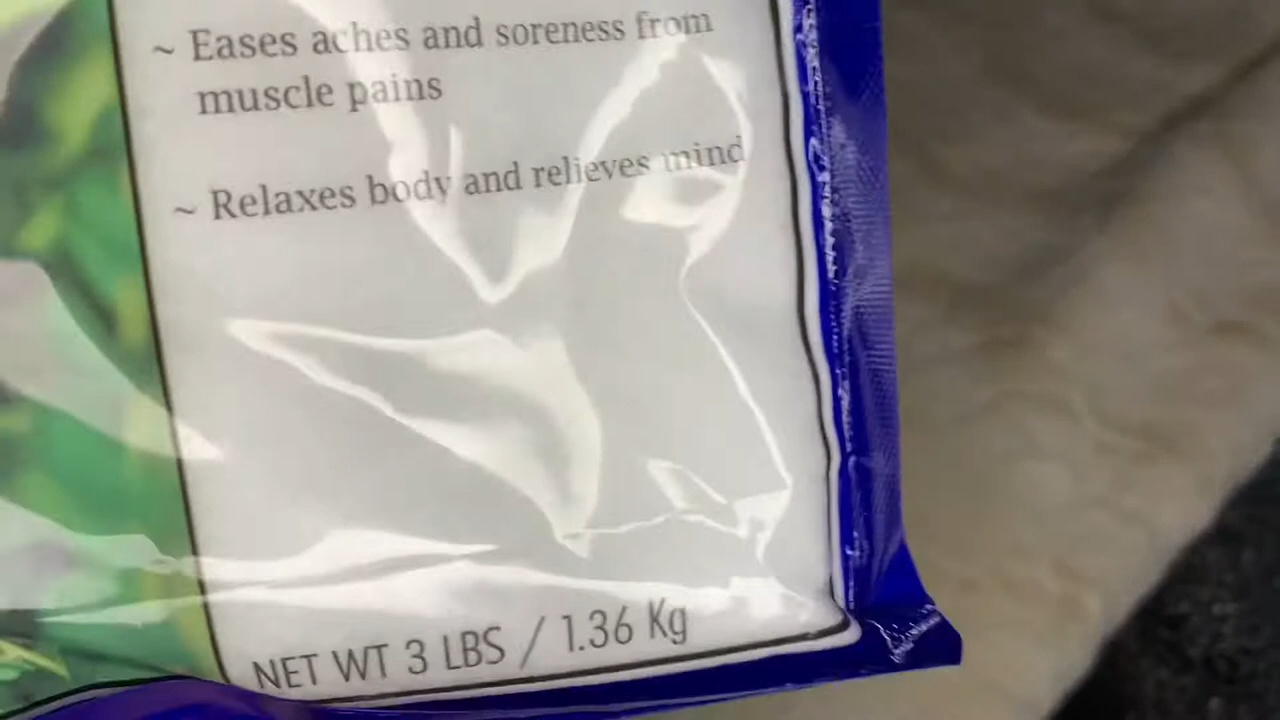 ~ Eases aches and soreness from
muscle pains
~ Relaxes body and relieves mind
NET WT 3 LBS / 1.36 Kg